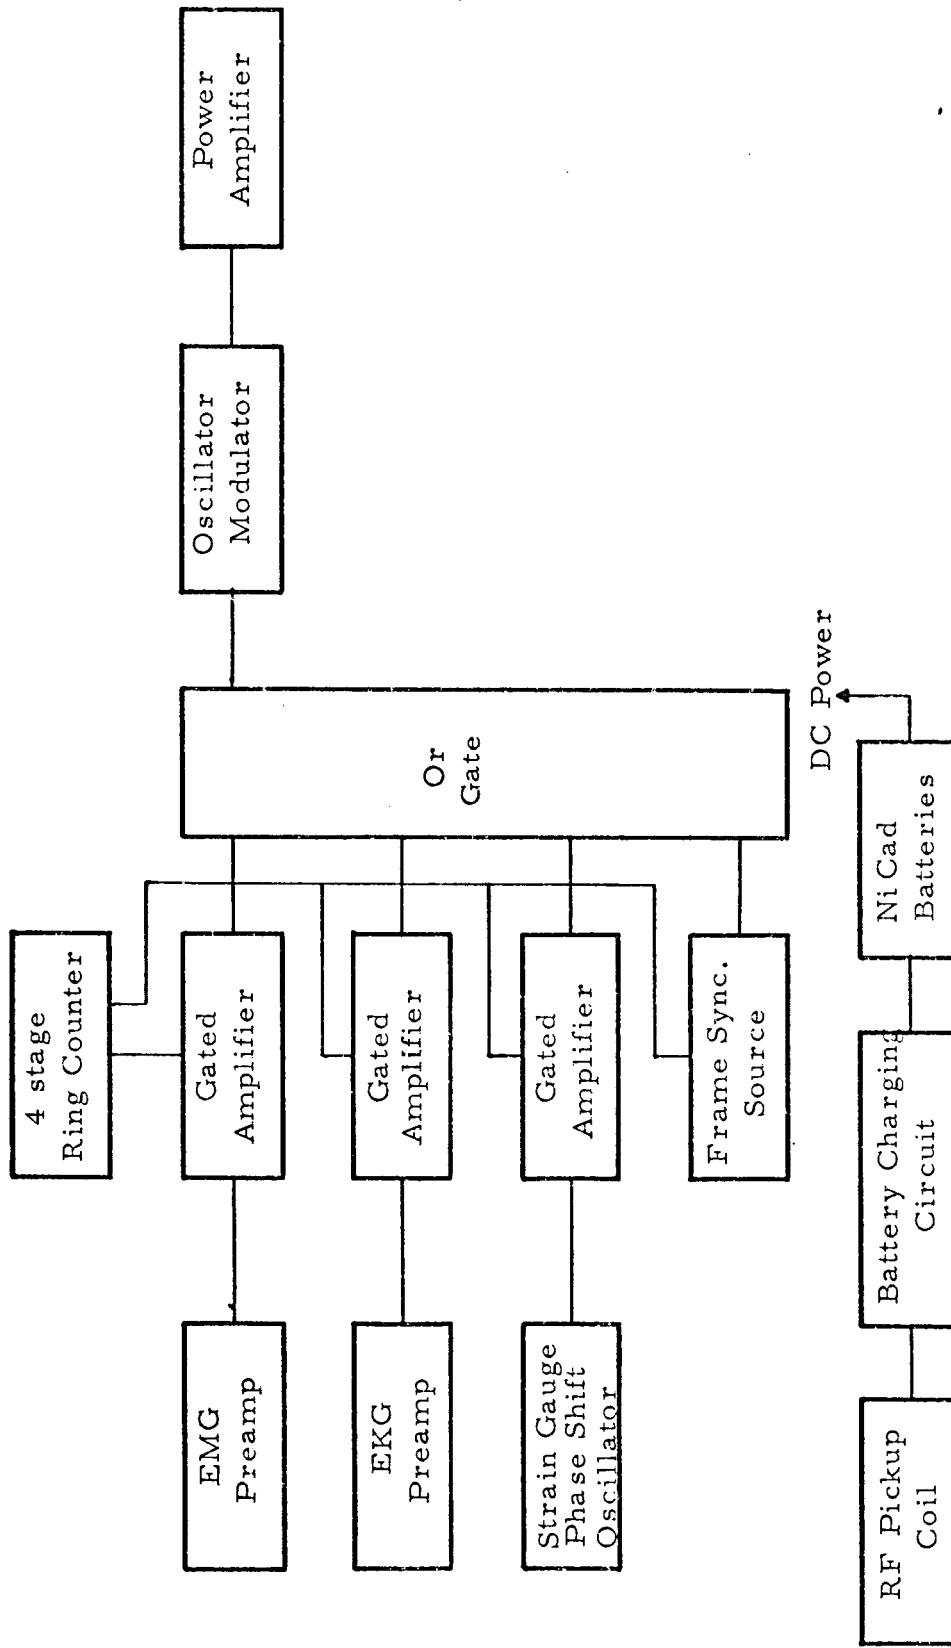 4 stage
Ring Counter
EMG
Preamp
Gated
Amplifier
Or
Gate
Oscillator
Modulator
Power
Amplifier
EKG
Preamp
Gated
Amplifier
Strain Gauge
Phase Shift
Oscillator
Gated
Amplifier
Frame Sync.
Source
DC Power
RF Pickup
Coil
Battery Charging
Circuit
Ni Cad
Batteries